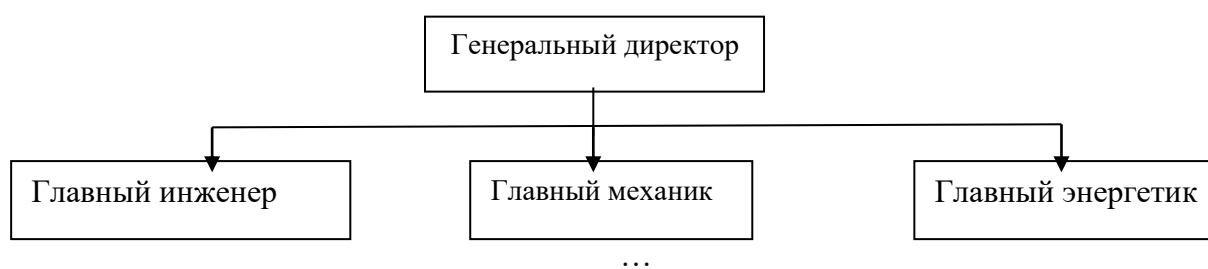 Генеральный директор
Главный инженер
Главный механик
Главный энергетик
…